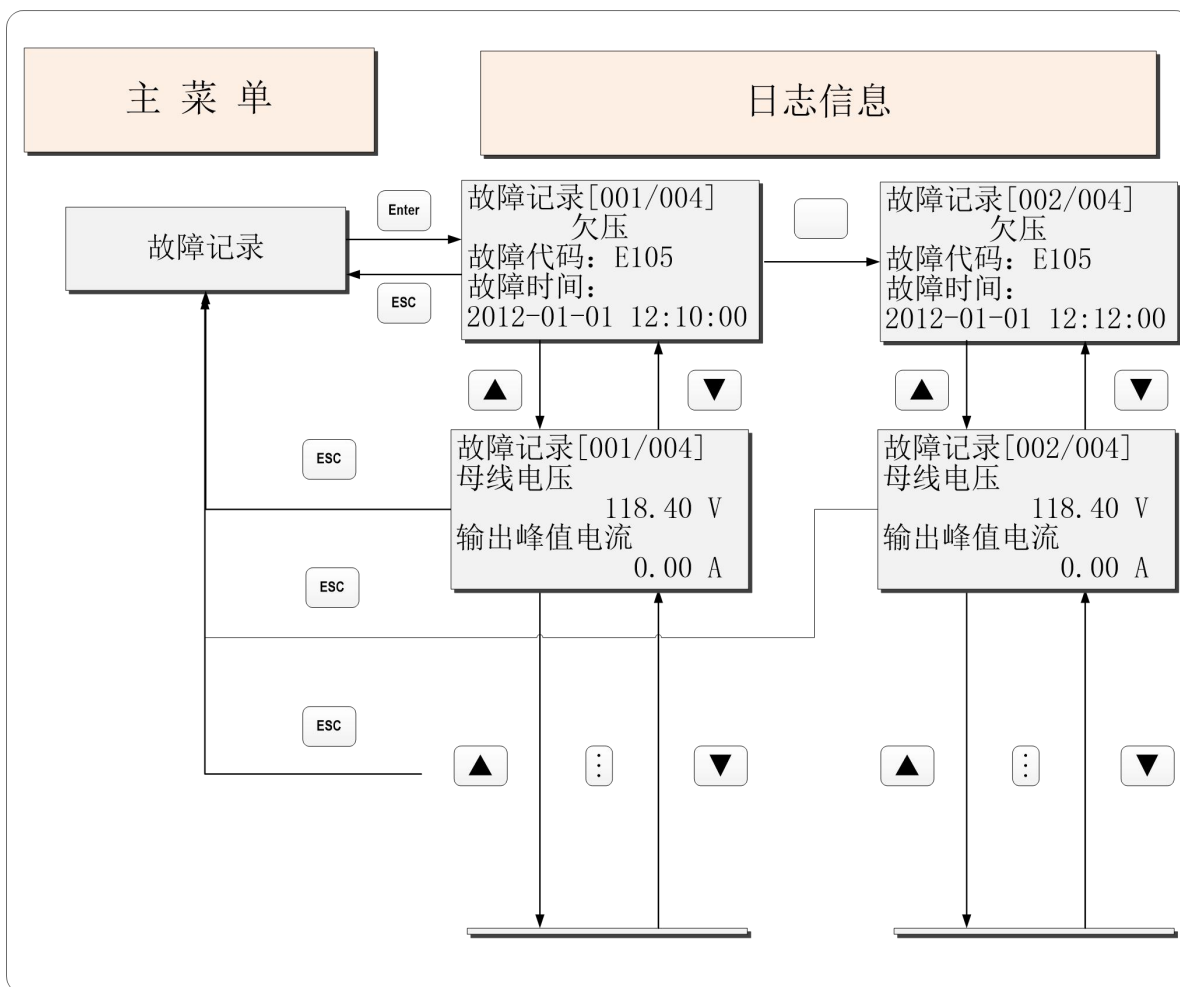 主 菜 单
日志信息
故障记录
Enter
ESC
故障记录[001/004]
欠压
故障代码：E105
故障时间：
2012-01-01 12:10:00
故障记录[002/004]
欠压
故障代码：E105
故障时间：
2012-01-01 12:12:00
▲
▼
▲
▼
ESC
故障记录[001/004]
母线电压
118.40 V
输出峰值电流
0.00 A
故障记录[002/004]
母线电压
118.40 V
输出峰值电流
0.00 A
ESC
ESC
▲
⋮
▼
▲
⋮
▼